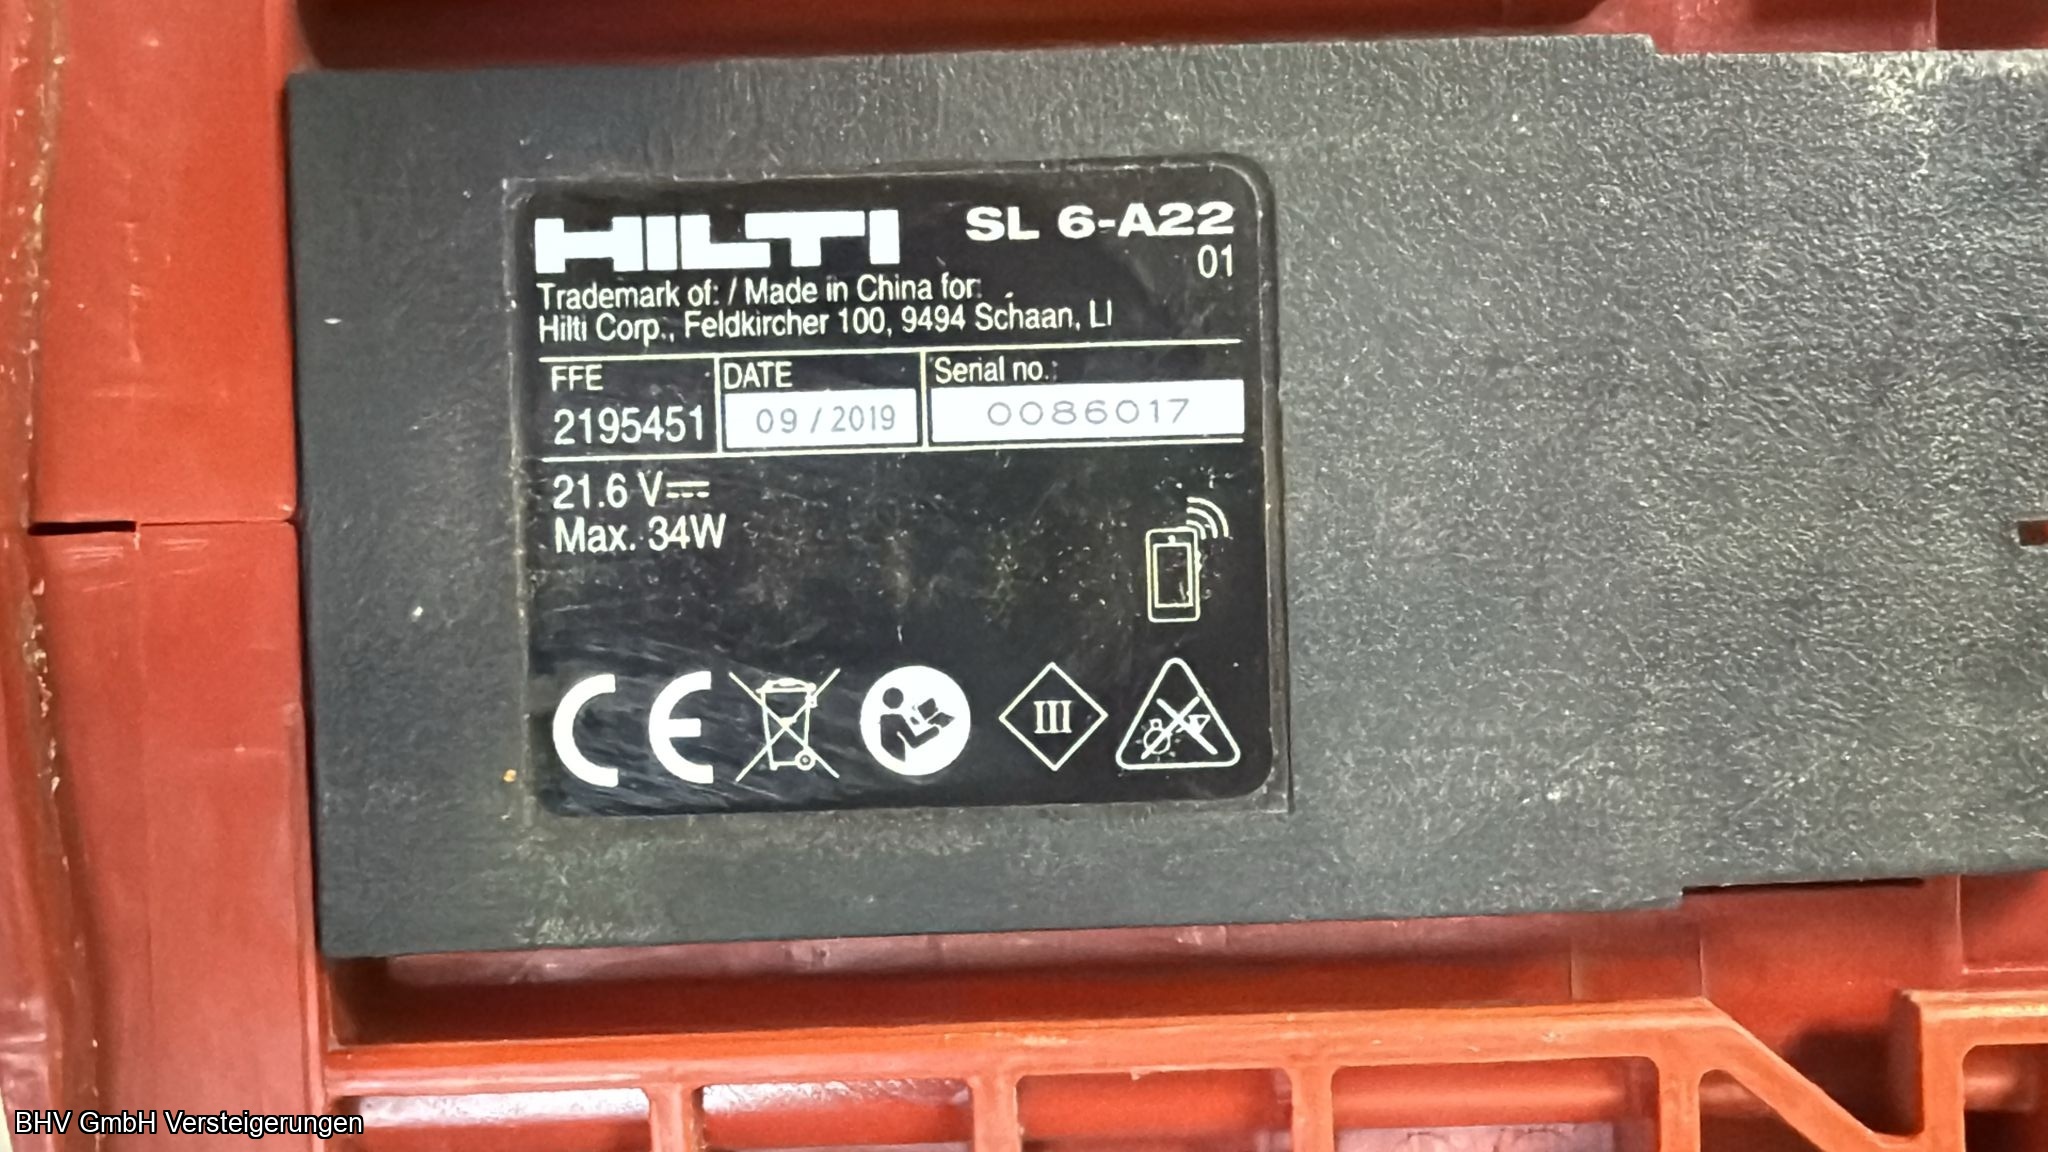 HILTI SL 6-A22
01
Trademark of: / Made in China for:
Hilti Corp., Feldkircher 100, 9494 Schaan, LI
FFE DATE Serial no.:
2195451 09/2019 0086017
21.6 V
Max. 34W
CE III
BHV GmbH Versteigerungen